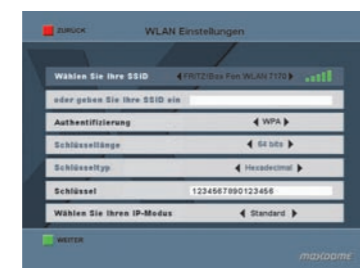 ZURÜCK WLAN Einstellungen
Wählen Sie Ihre SSID FRITZ!Box Fon WLAN 7170
oder geben Sie Ihre SSID ein
Authentifizierung WPA
Schlüssellänge 64 bits
Schlüsseltyp Hexadecimal
Schlüssel 1234567890123456
Wählen Sie Ihren IP-Modus Standard
WEITER
maxdome